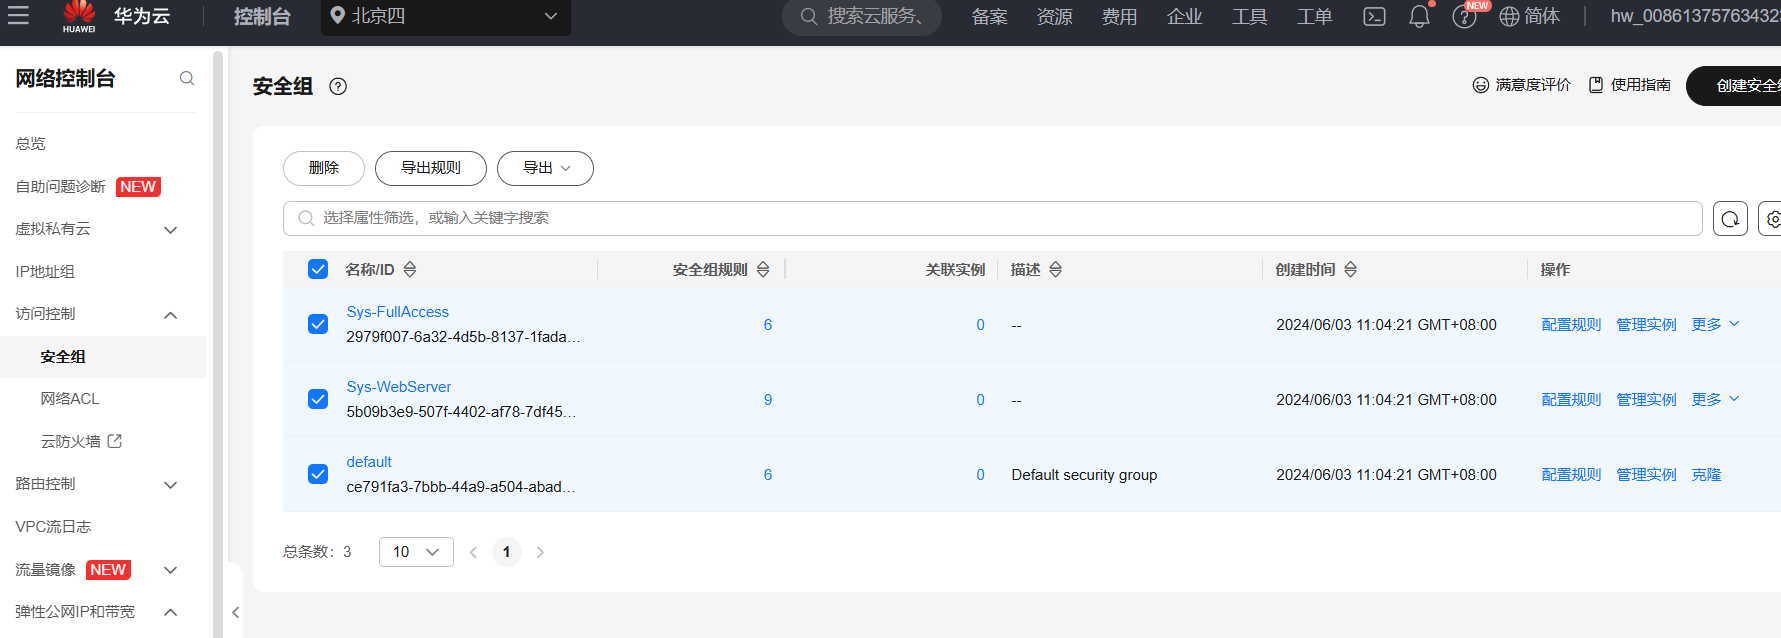 HUAWEI
华为云
控制台
北京四
搜索云服务、
备案
资源
费用
企业
工具
工单
NEW
简体
hw_008613757634323
网络控制台
总览
自助问题诊断 NEW
虚拟私有云
IP地址组
访问控制
安全组
网络ACL
云防火墙
路由控制
VPC流日志
流量镜像 NEW
弹性公网IP和带宽
安全组
满意度评价
使用指南
创建安全组
删除
导出规则
导出
选择属性筛选，或输入关键字搜索
名称/ID 安全组规则 关联实例 描述 创建时间 操作
Sys-FullAccess
2979f007-6a32-4d5b-8137-1fada...
6 0 -- 2024/06/03 11:04:21 GMT+08:00 配置规则 管理实例 更多
Sys-WebServer
5b09b3e9-507f-4402-af78-7df45...
9 0 -- 2024/06/03 11:04:21 GMT+08:00 配置规则 管理实例 更多
default
ce791fa3-7bbb-44a9-a504-abad...
6 0 Default security group 2024/06/03 11:04:21 GMT+08:00 配置规则 管理实例 克隆
总条数：3 10 1